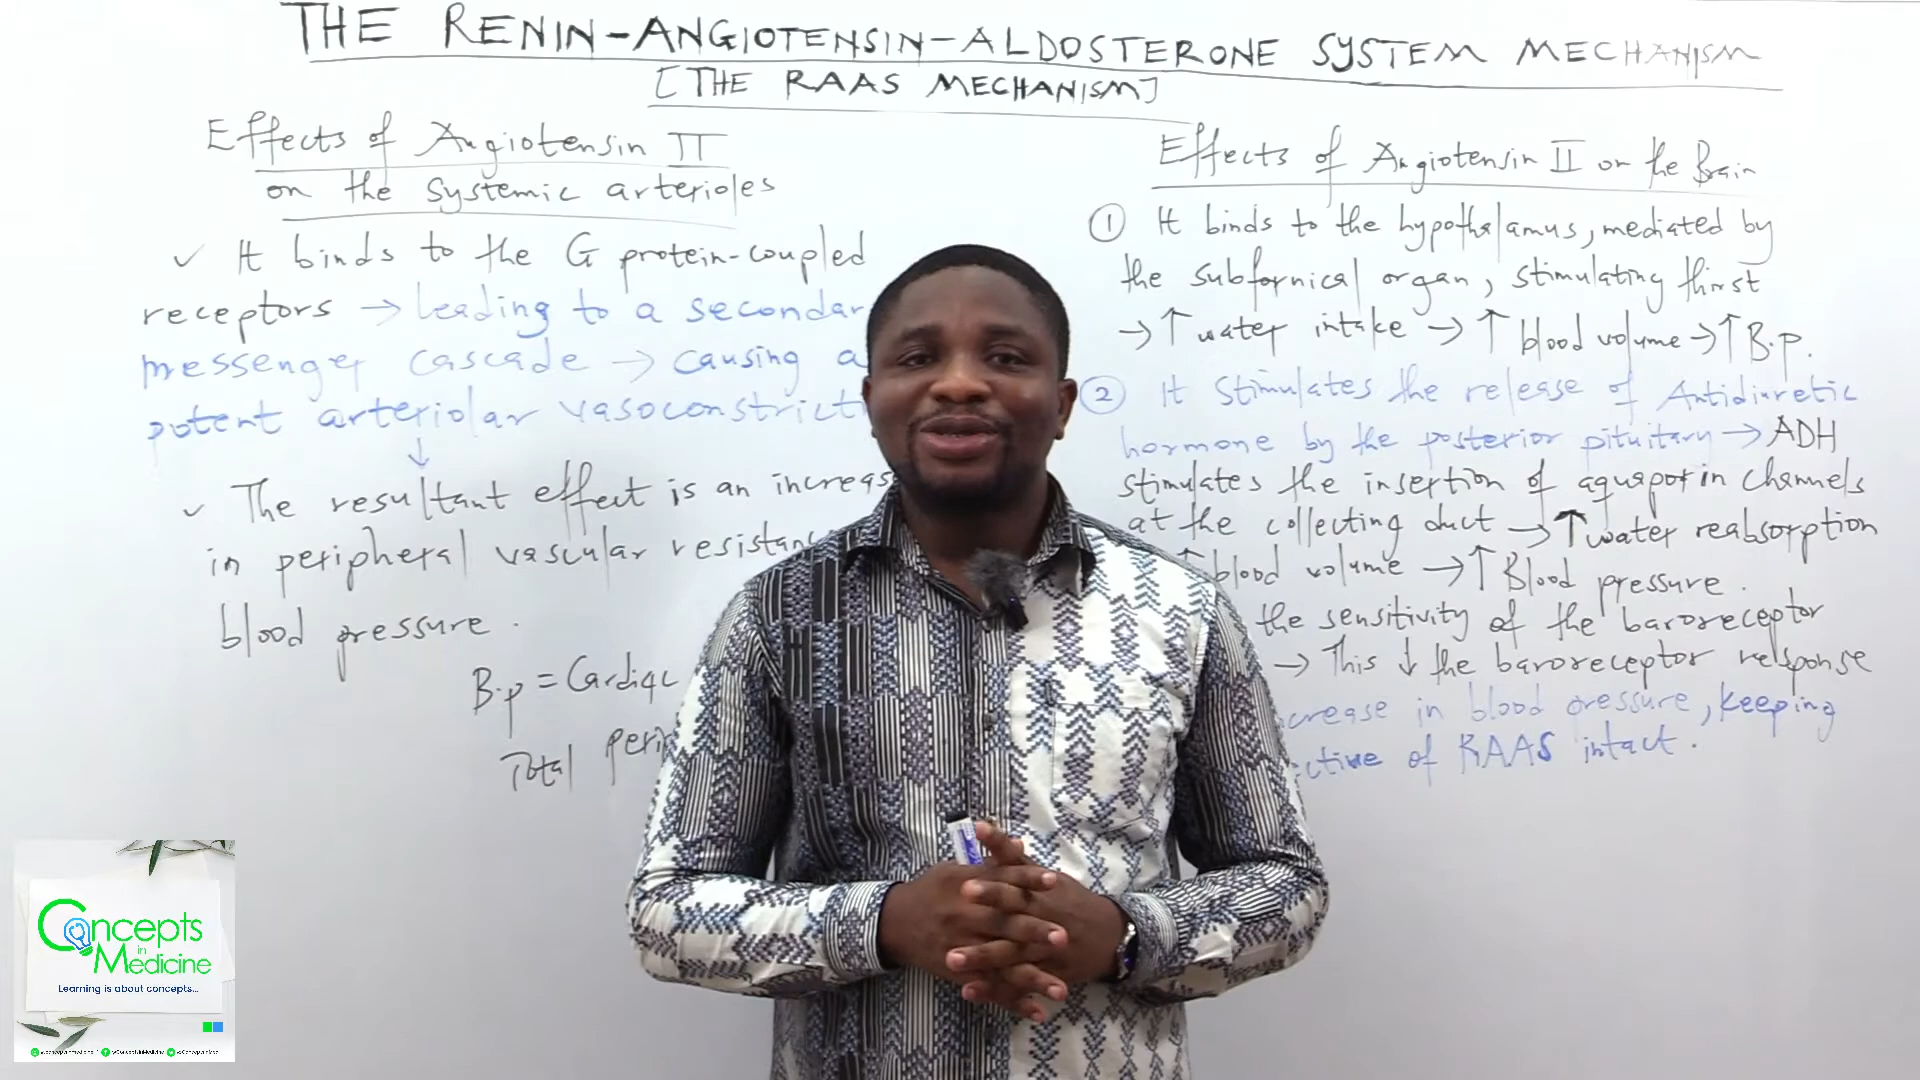 THE RENIN-ANGIOTENSIN-ALDOSTERONE SYSTEM MECHANISM
[THE RAAS MECHANISM]
Effects of Angiotensin II
on the systemic arterioles
✓ It binds to the G protein-coupled
receptors → leading to a secondar
messenger cascade → causing a
potent arteriolar vasoconstricti
↓
✓ The resultant effect is an increas
in peripheral vascular resistanc
blood pressure.
B.p = Cardiac
Total perip
Effects of Angiotensin II on the Brain
① It binds to the hypothalamus, mediated by
the subfornical organ, stimulating thirst
→ ↑ water intake → ↑ blood volume → ↑ B.p.
② It stimulates the release of Antidiuretic
hormone by the posterior pituitary → ADH
stimulates the insertion of aquaporin channels
at the collecting duct → ↑ water reabsorption
↑ blood volume → ↑ Blood pressure.
the sensitivity of the baroreceptor
→ This ↓ the baroreceptor response
crease in blood pressure, keeping
ctive of RAAS intact.
Concepts
in
Medicine
Learning is about concepts...